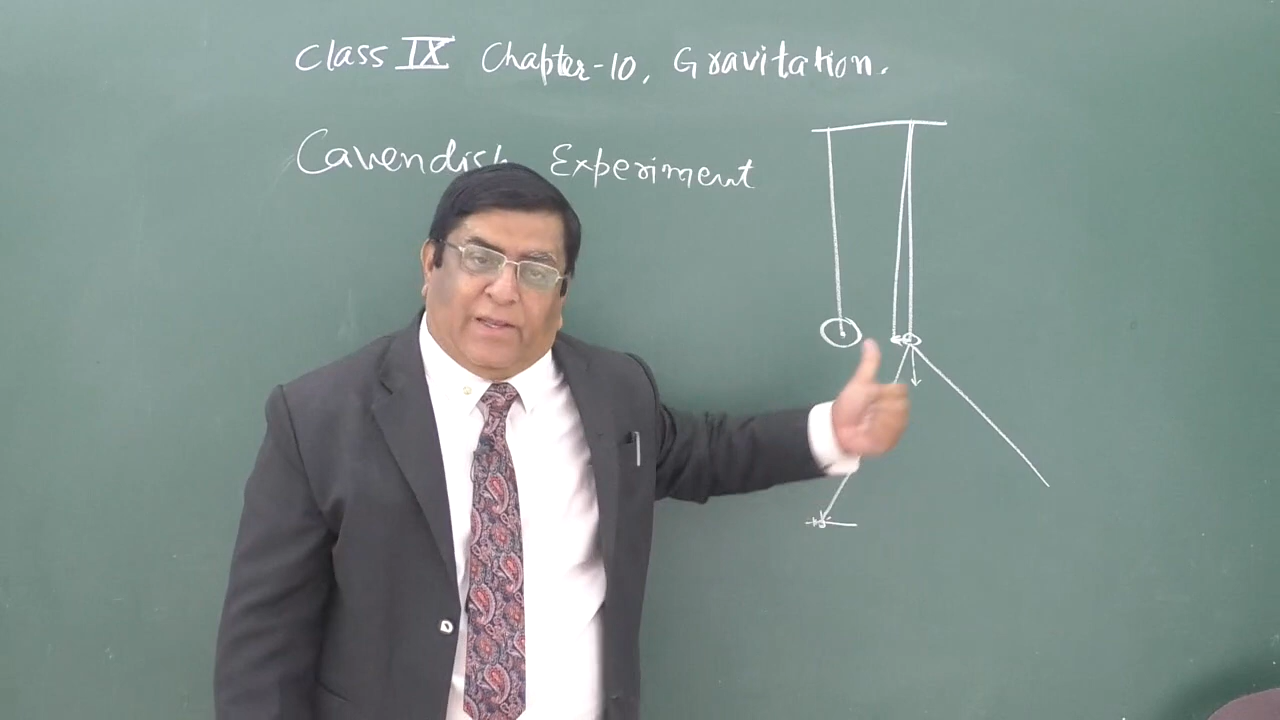 Class IX Chapter-10, Gravitation.
Cavendish Experiment